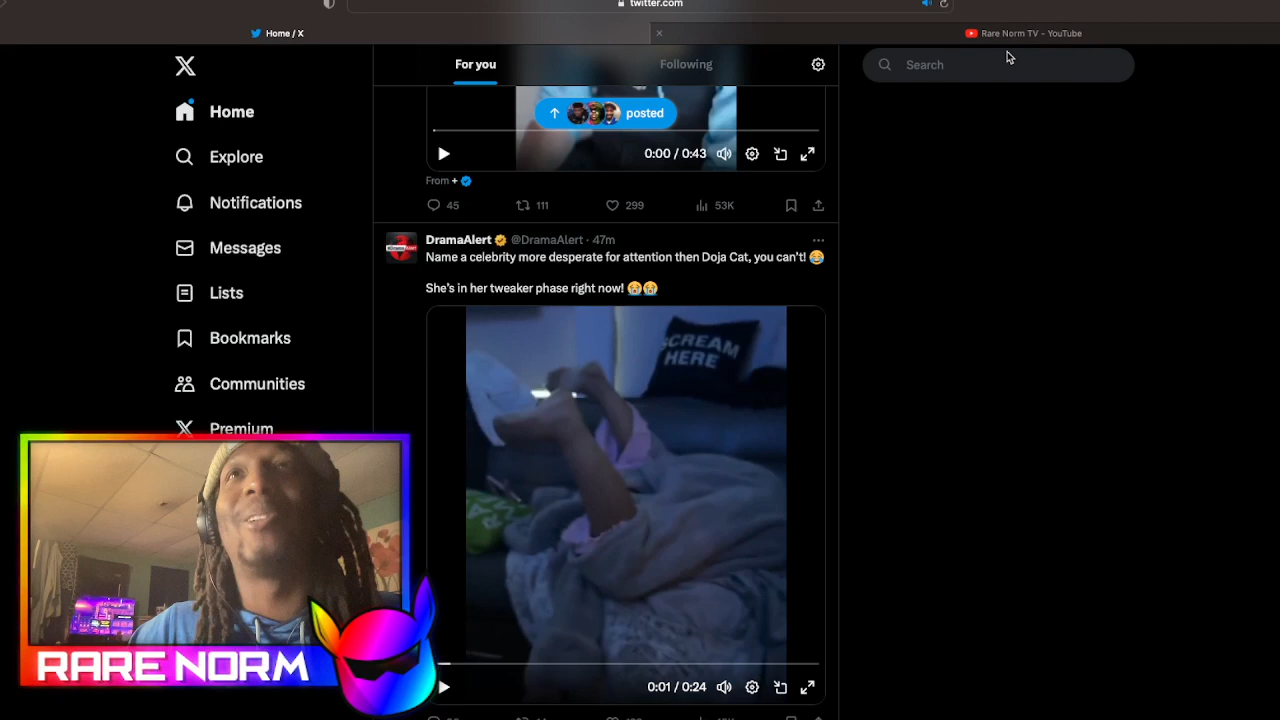 twitter.com
Home / X
Rare Norm TV - YouTube
For you
Following
Search
Home
posted
Explore
0:00 / 0:43
From +
Notifications
45
111
299
53K
DramaAlert @DramaAlert · 47m
Messages
Name a celebrity more desperate for attention then Doja Cat, you can't! 😂
She's in her tweaker phase right now! 😭😭
Lists
SCREAM
HERE
Bookmarks
Communities
Premium
RARE NORM
0:01 / 0:24